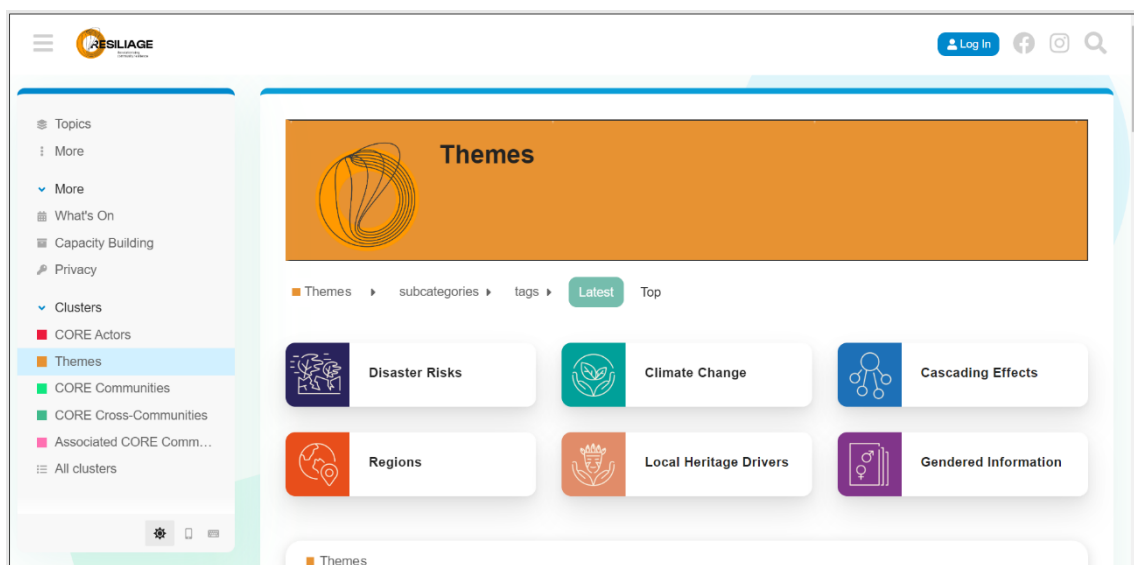 RESILIAGE
Log In
Topics
More
More
What's On
Capacity Building
Privacy
Clusters
CORE Actors
Themes
CORE Communities
CORE Cross-Communities
Associated CORE Comm...
All clusters
Themes
Themes
subcategories
tags
Latest
Top
Disaster Risks
Climate Change
Cascading Effects
Regions
Local Heritage Drivers
Gendered Information
Themes